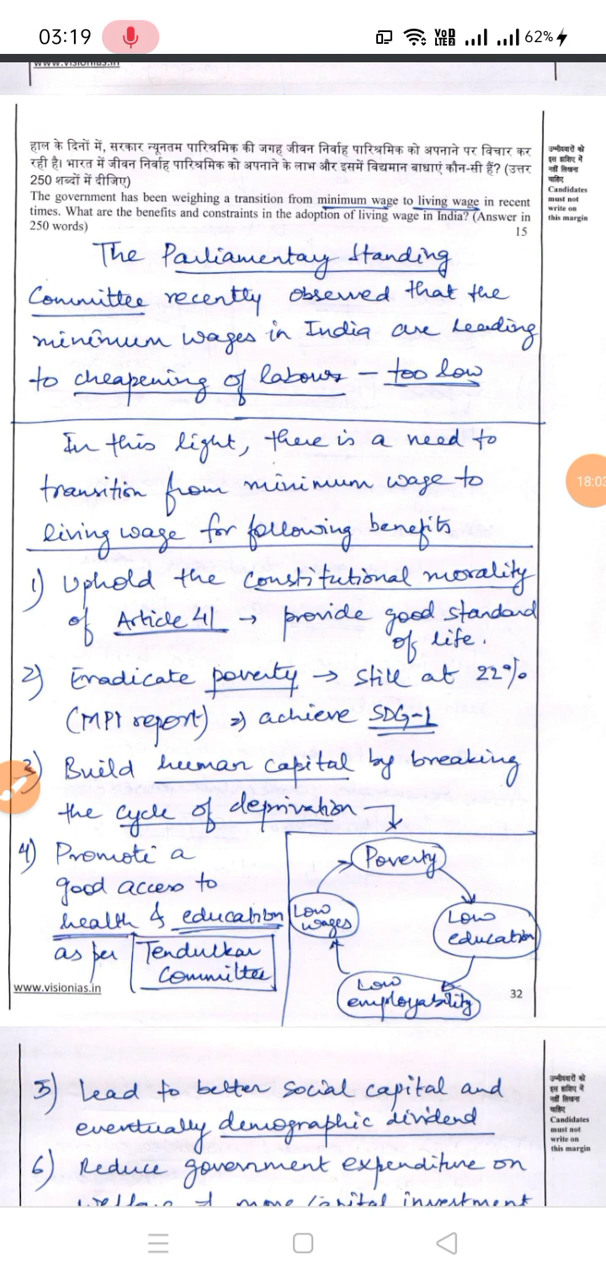 03:19
VoD LTE2
62%
www.visionias.in
हाल के दिनों में, सरकार न्यूनतम पारिश्रमिक की जगह जीवन निर्वाह पारिश्रमिक को अपनाने पर विचार कर
रही है। भारत में जीवन निर्वाह पारिश्रमिक को अपनाने के लाभ और इसमें विद्यमान बाधाएं कौन-सी हैं? (उत्तर
250 शब्दों में दीजिए)
The government has been weighing a transition from minimum wage to living wage in recent
times. What are the benefits and constraints in the adoption of living wage in India? (Answer in
250 words)
15
उम्मीदवारों को
इस हाशिए में
नहीं लिखना
चाहिए
Candidates
must not
write on
this margin
The Parliamentary Standing
Committee recently observed that the
minimum wages in India are leading
to cheapening of labour - too low
In this light, there is a need to
transition from minimum wage to
living wage for following benefits
1) Uphold the constitutional morality
of Article 41 → provide good standard
of life.
2) Eradicate poverty → still at 22%
(MPI report) ⇒ achieve SDG-1
3) Build human capital by breaking
the cycle of deprivation
4) Promote a
good access to
health & education
as per Tendulkar
Committee
Poverty
Low
education
Low
employability
Low
wages
www.visionias.in
32
18:03
5) Lead to better social capital and
eventually demographic dividend
6) Reduce government expenditure on
more capital investment
उम्मीदवारों को
इस हाशिए में
नहीं लिखना
चाहिए
Candidates
must not
write on
this margin